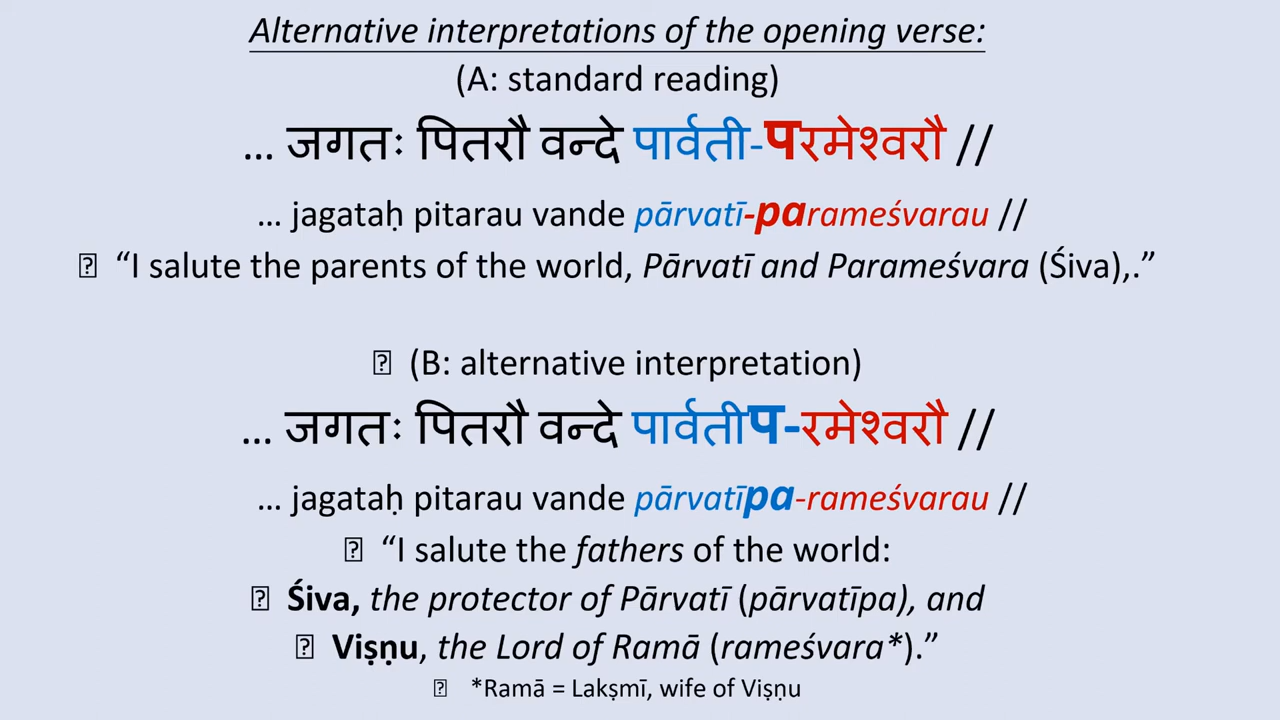 Alternative interpretations of the opening verse:
(A: standard reading)
… जगतः पितरौ वन्दे पार्वती-परमेश्वरौ //
… jagataḥ pitarau vande pārvatī-parameśvarau //
“I salute the parents of the world, Pārvatī and Parameśvara (Śiva),.”
(B: alternative interpretation)
… जगतः पितरौ वन्दे पार्वतीप-रमेश्वरौ //
… jagataḥ pitarau vande pārvatīpa-rameśvarau //
“I salute the fathers of the world:
Śiva, the protector of Pārvatī (pārvatīpa), and
Viṣṇu, the Lord of Ramā (rameśvara*).”
*Ramā = Lakṣmī, wife of Viṣṇu